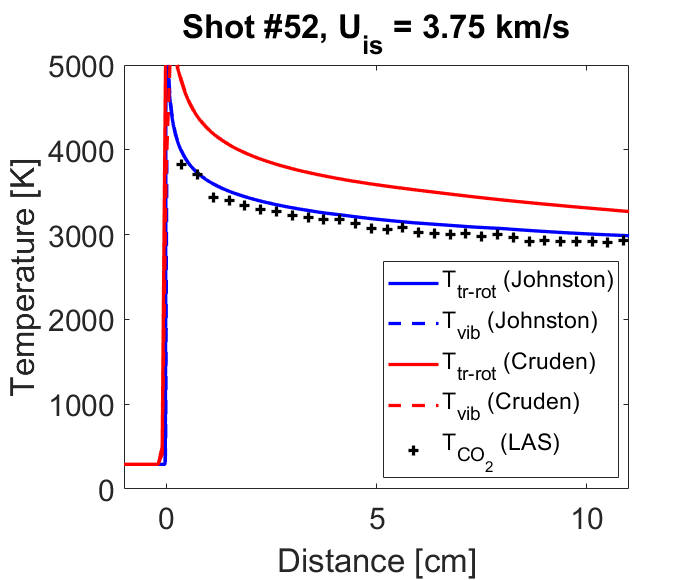 Shot #52, U_is = 3.75 km/s
5000
4000
3000
2000
1000
0
Temperature [K]
T_tr-rot (Johnston)
T_vib (Johnston)
T_tr-rot (Cruden)
T_vib (Cruden)
T_CO_2 (LAS)
0 5 10
Distance [cm]